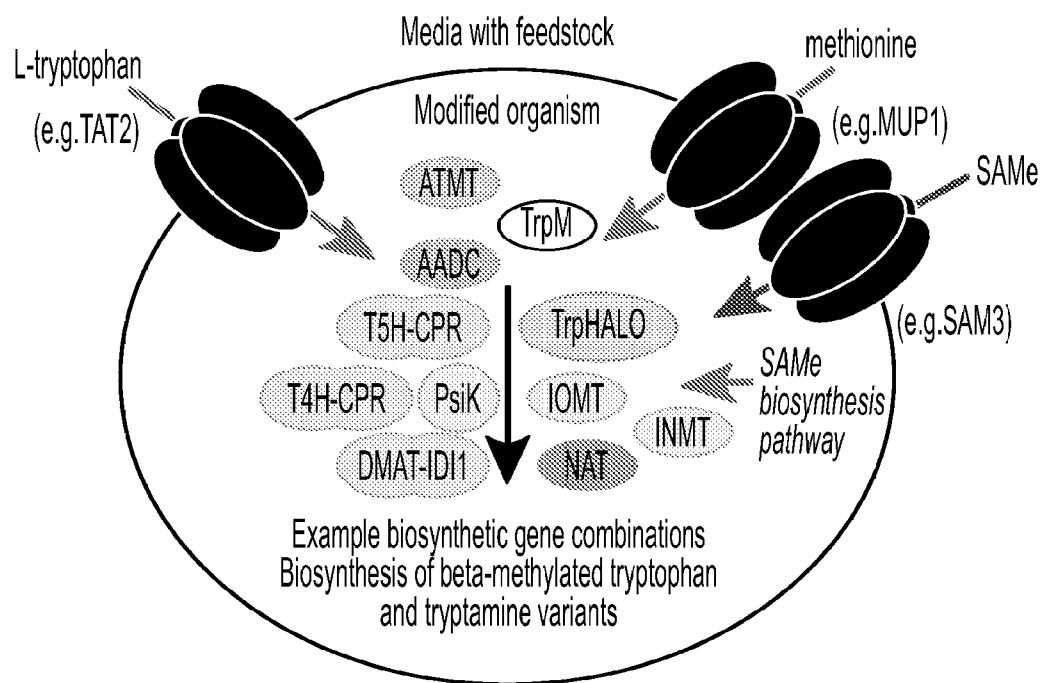 Media with feedstock
L-tryptophan
(e.g.TAT2)
methionine
(e.g.MUP1)
SAMe
(e.g.SAM3)
Modified organism
ATMT
TrpM
AADC
T5H-CPR
TrpHALO
T4H-CPR
PsiK
IOMT
INMT
DMAT-IDI1
NAT
SAMe
biosynthesis
pathway
Example biosynthetic gene combinations
Biosynthesis of beta-methylated tryptophan
and tryptamine variants